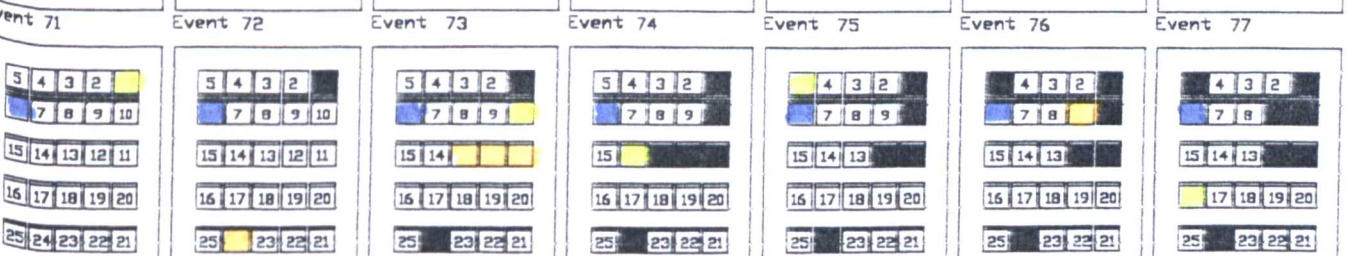 vent 71 Event 72 Event 73 Event 74 Event 75 Event 76 Event 77
5 4 3 2 5 4 3 2 5 4 3 2 5 4 3 2 4 3 2 4 3 2 4 3 2
7 8 9 10 7 8 9 10 7 8 9 7 8 9 7 8 9 7 8 7 8
15 14 13 12 11 15 14 13 12 11 15 14 15 15 14 13 15 14 13 15 14 13
16 17 18 19 20 16 17 18 19 20 16 17 18 19 20 16 17 18 19 20 16 17 18 19 20 16 17 18 19 20 17 18 19 20
25 24 23 22 21 25 23 22 21 25 23 22 21 25 23 22 21 25 23 22 21 25 23 22 21 25 23 22 21